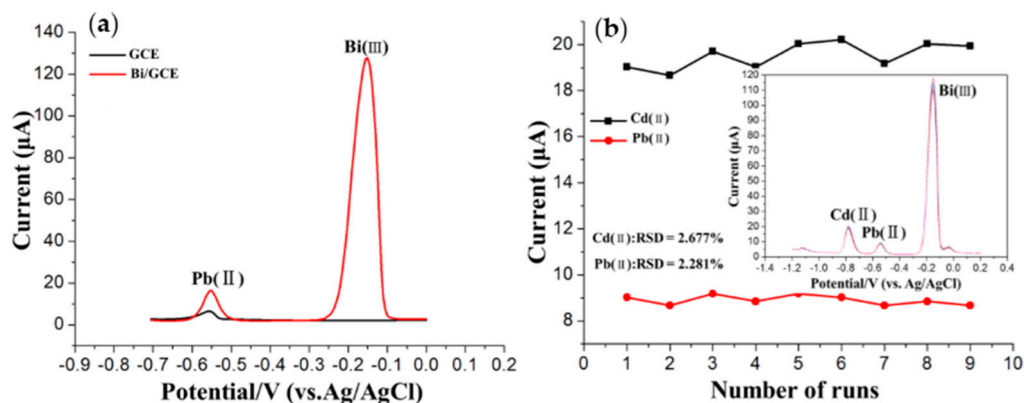 (a)
GCE
Bi/GCE
Bi(Ⅲ)
Pb(Ⅱ)
140
120
100
80
60
40
20
0
Current (μA)
-0.9 -0.8 -0.7 -0.6 -0.5 -0.4 -0.3 -0.2 -0.1 0.0 0.1 0.2
Potential/V (vs.Ag/AgCl)
(b)
20
18
16
14
12
10
8
Current (μA)
Cd(Ⅱ)
Pb(Ⅱ)
Cd(Ⅱ):RSD = 2.677%
Pb(Ⅱ):RSD = 2.281%
0 1 2 3 4 5 6 7 8 9 10
Number of runs
120
110
100
90
80
70
60
50
40
30
20
10
0
Current (μA)
Bi(Ⅲ)
Cd(Ⅱ)
Pb(Ⅱ)
-1.4 -1.2 -1.0 -0.8 -0.6 -0.4 -0.2 0.0 0.2 0.4
Potential/V (vs. Ag/AgCl)